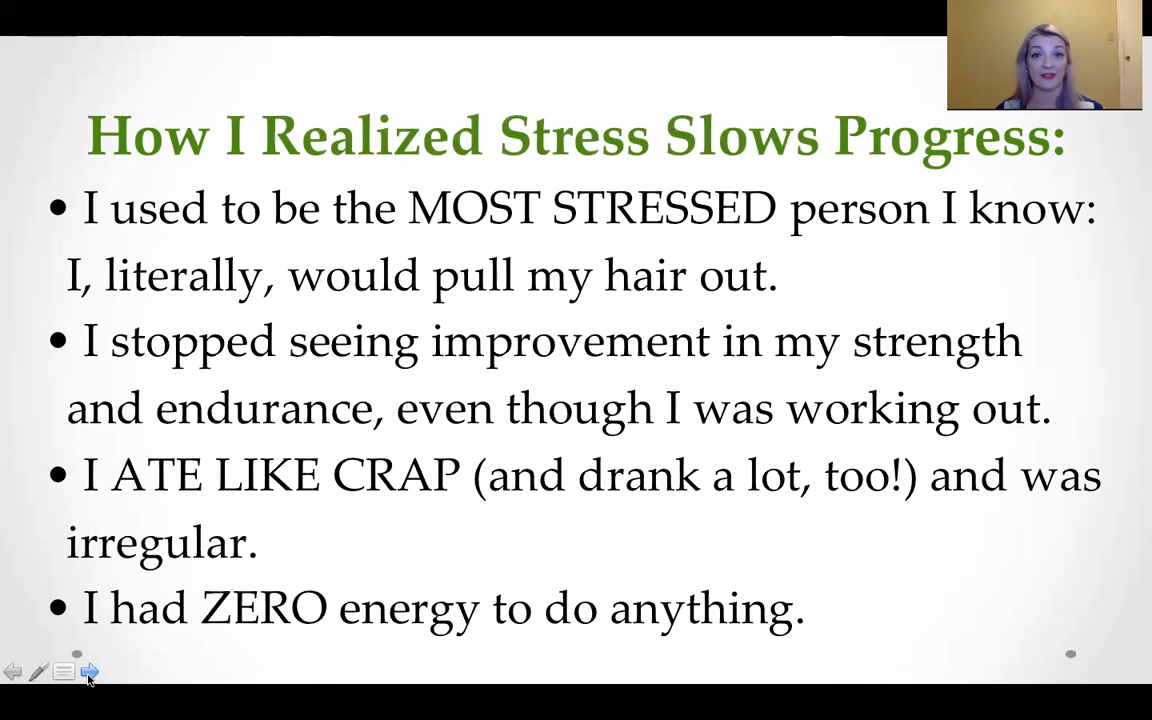 How I Realized Stress Slows Progress:
• I used to be the MOST STRESSED person I know:
I, literally, would pull my hair out.
• I stopped seeing improvement in my strength
and endurance, even though I was working out.
• I ATE LIKE CRAP (and drank a lot, too!) and was
irregular.
• I had ZERO energy to do anything.